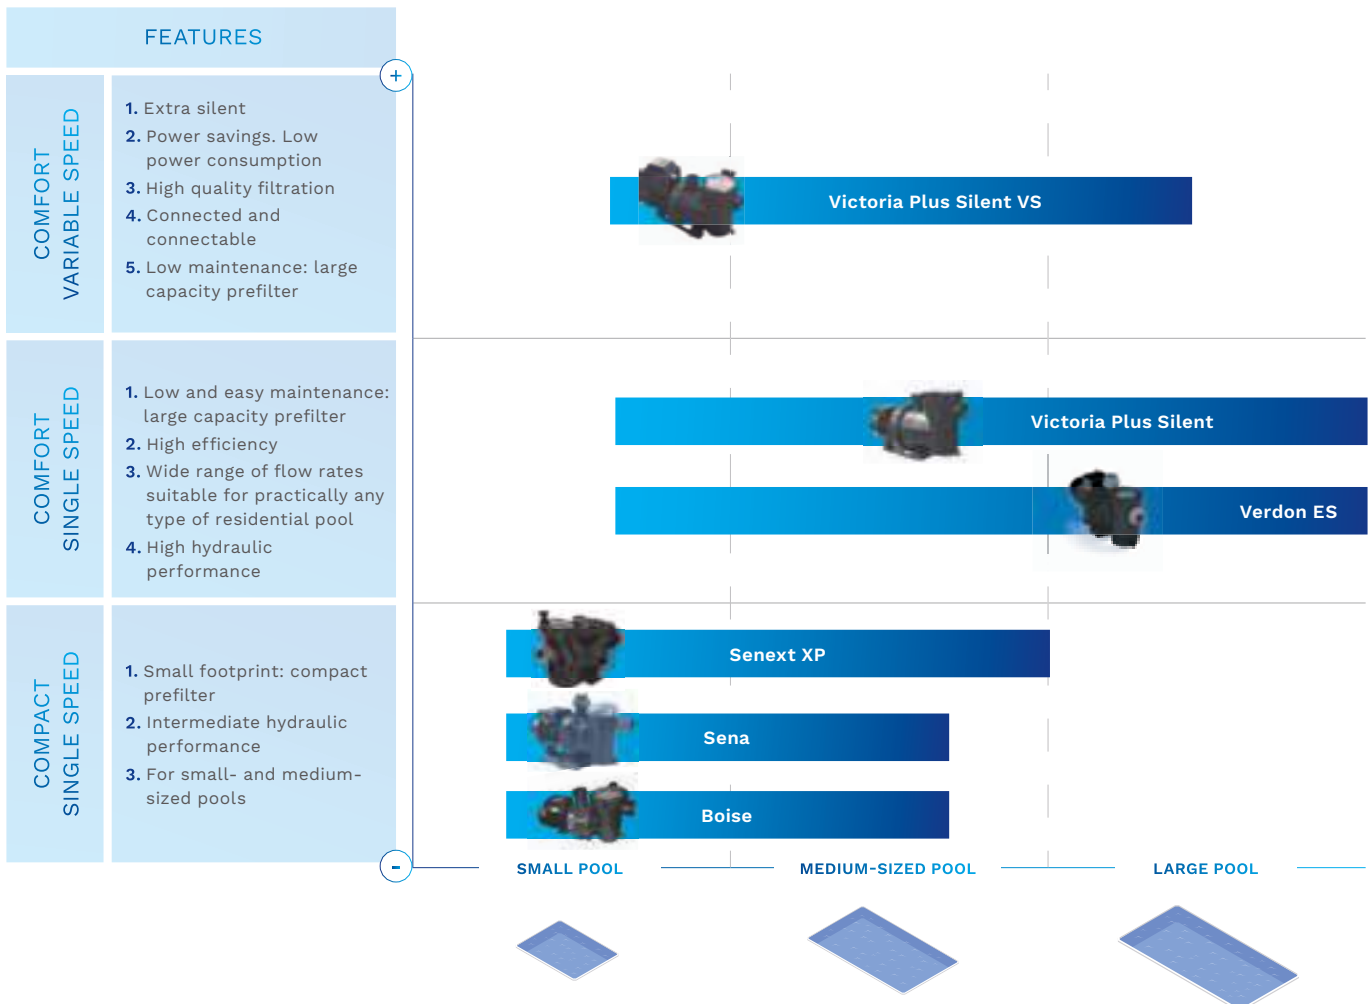 FEATURES
+
COMFORT
VARIABLE SPEED
1. Extra silent
2. Power savings. Low
power consumption
3. High quality filtration
4. Connected and
connectable
5. Low maintenance: large
capacity prefilter
Victoria Plus Silent VS
COMFORT
SINGLE SPEED
1. Low and easy maintenance:
large capacity prefilter
2. High efficiency
3. Wide range of flow rates
suitable for practically any
type of residential pool
4. High hydraulic
performance
Victoria Plus Silent
Verdon ES
COMPACT
SINGLE SPEED
1. Small footprint: compact
prefilter
2. Intermediate hydraulic
performance
3. For small- and medium-
sized pools
Senext XP
Sena
Boise
-
SMALL POOL
MEDIUM-SIZED POOL
LARGE POOL